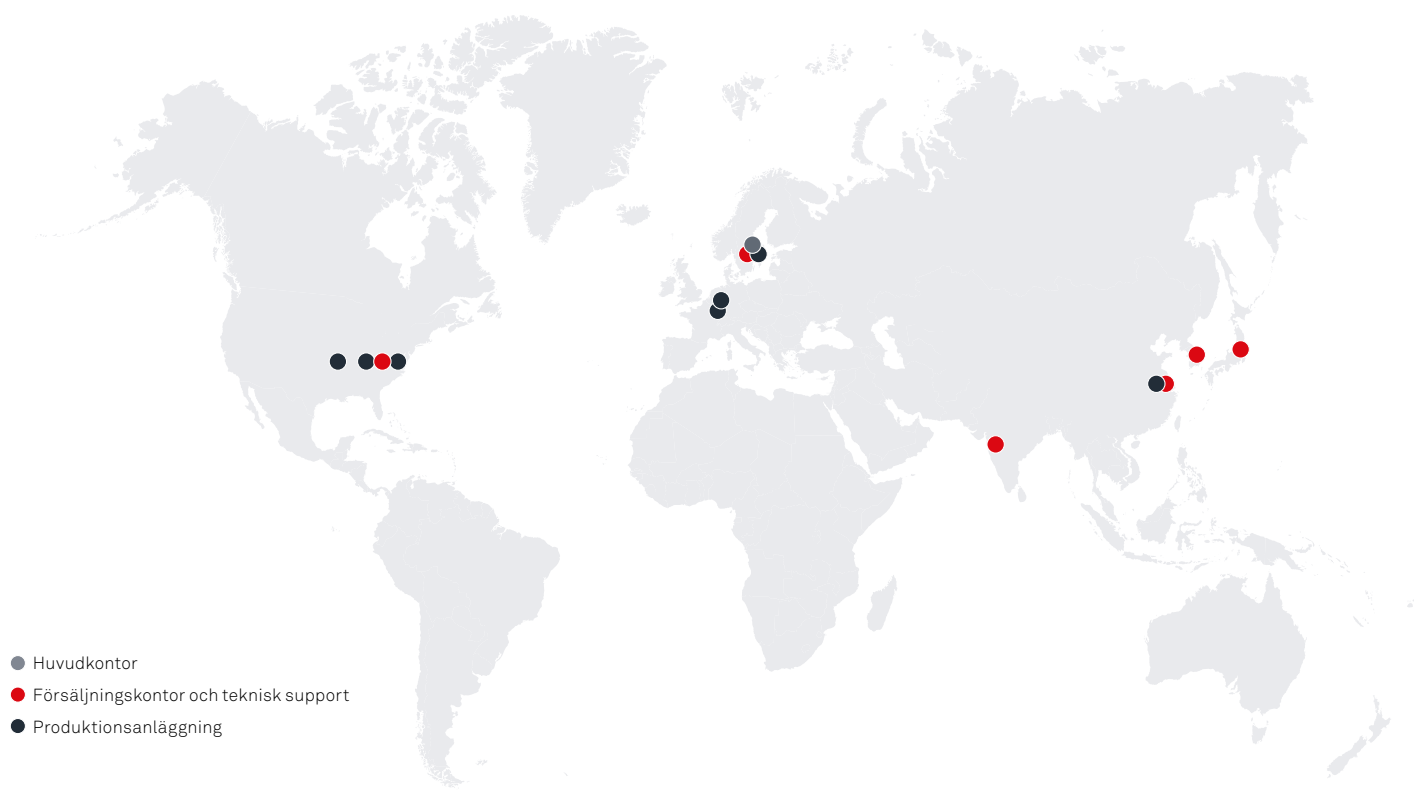 Huvudkontor
Försäljningskontor och teknisk support
Produktionsanläggning